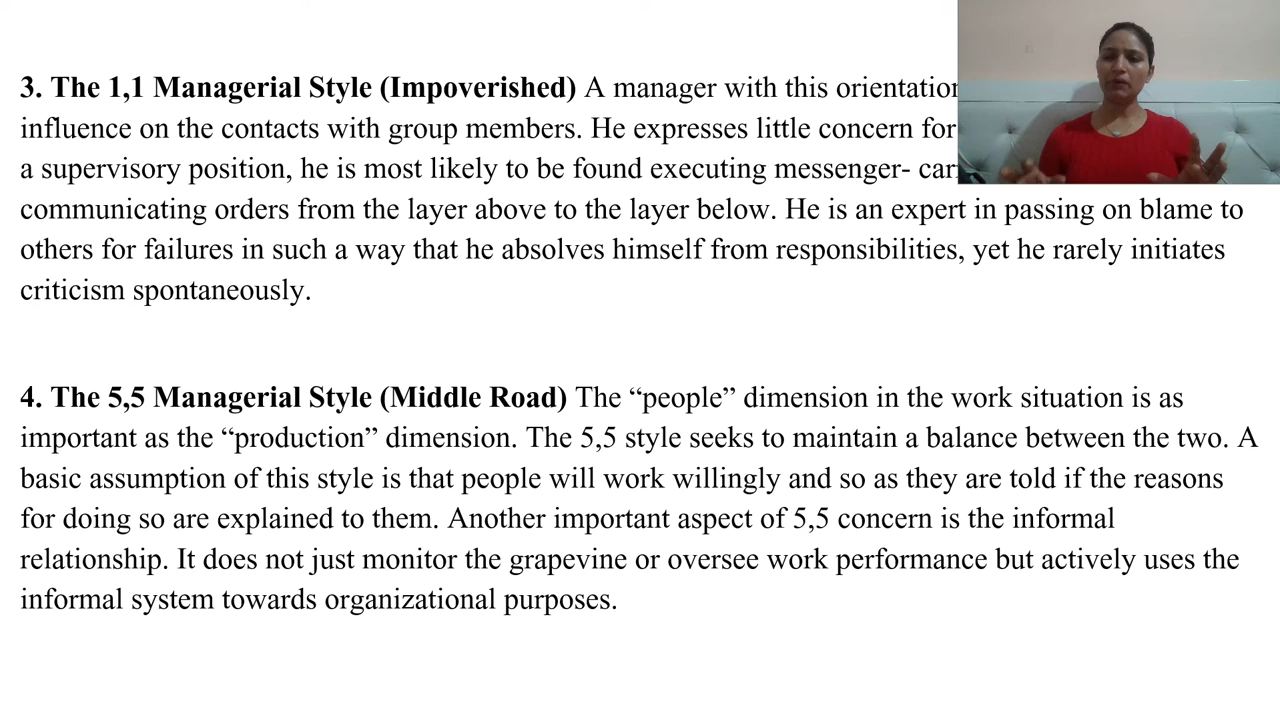 3. The 1,1 Managerial Style (Impoverished) A manager with this orientation
influence on the contacts with group members. He expresses little concern for
a supervisory position, he is most likely to be found executing messenger-
communicating orders from the layer above to the layer below. He is an expert in passing on blame to
others for failures in such a way that he absolves himself from responsibilities, yet he rarely initiates
criticism spontaneously.
4. The 5,5 Managerial Style (Middle Road) The “people” dimension in the work situation is as
important as the “production” dimension. The 5,5 style seeks to maintain a balance between the two. A
basic assumption of this style is that people will work willingly and so as they are told if the reasons
for doing so are explained to them. Another important aspect of 5,5 concern is the informal
relationship. It does not just monitor the grapevine or oversee work performance but actively uses the
informal system towards organizational purposes.